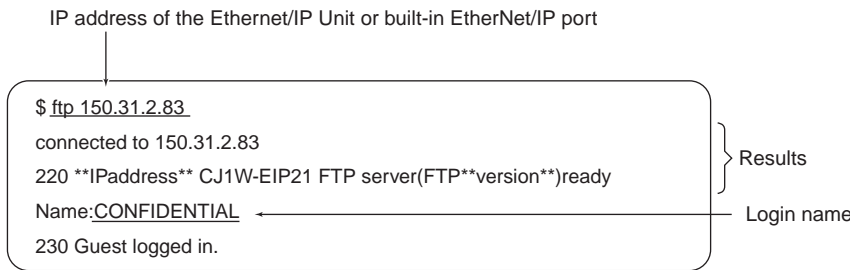 IP address of the Ethernet/IP Unit or built-in EtherNet/IP port
$ ftp 150.31.2.83
connected to 150.31.2.83
220 **IPaddress** CJ1W-EIP21 FTP server(FTP**version**)ready
Results
Name:CONFIDENTIAL
Login name
230 Guest logged in.